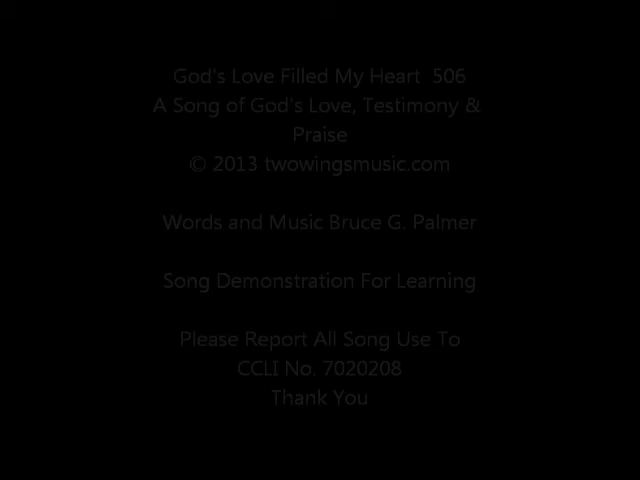 God's Love Filled My Heart  506
A Song of God's Love, Testimony &
Praise
© 2013 twowingsmusic.com
Words and Music Bruce G. Palmer
Song Demonstration For Learning
Please Report All Song Use To
CCLI No. 7020208
Thank You